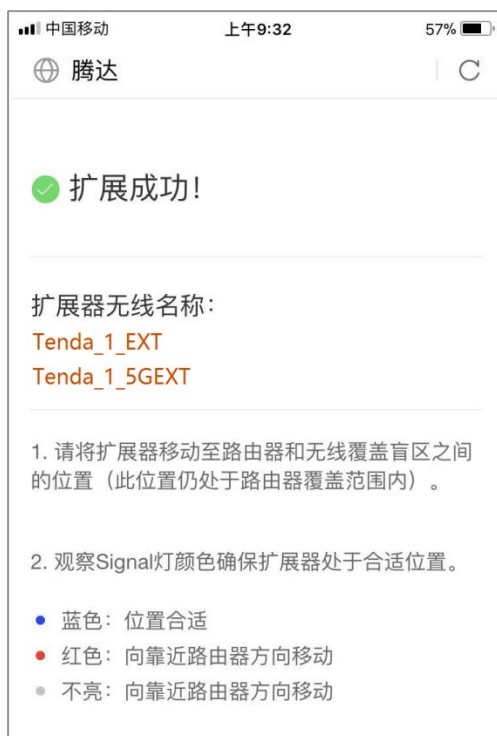 中国移动 上午9:32 57%
腾达
扩展成功！
扩展器无线名称：
Tenda_1_EXT
Tenda_1_5GEXT
1. 请将扩展器移动至路由器和无线覆盖盲区之间
的位置（此位置仍处于路由器覆盖范围内）。
2. 观察Signal灯颜色确保扩展器处于合适位置。
蓝色：位置合适
红色：向靠近路由器方向移动
不亮：向靠近路由器方向移动